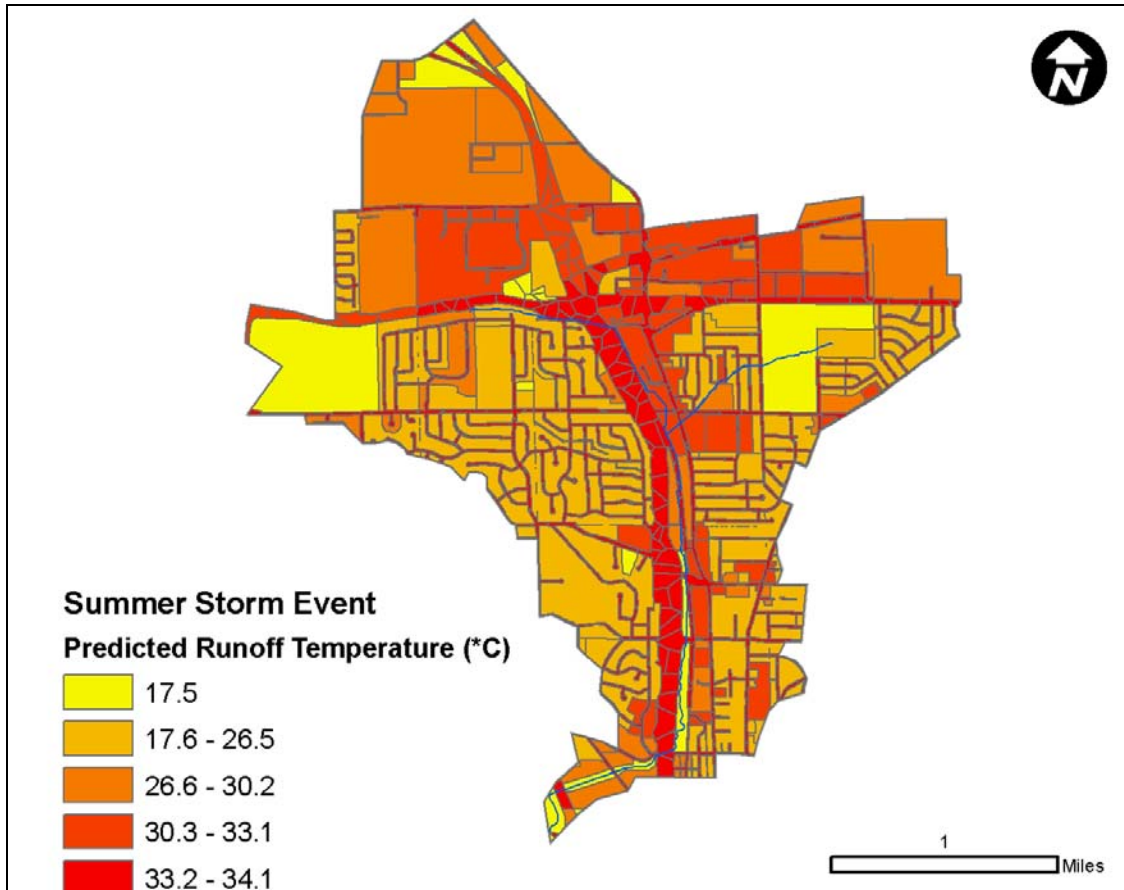 N
Summer Storm Event
Predicted Runoff Temperature (*C)
17.5
17.6 - 26.5
26.6 - 30.2
30.3 - 33.1
33.2 - 34.1
1
Miles